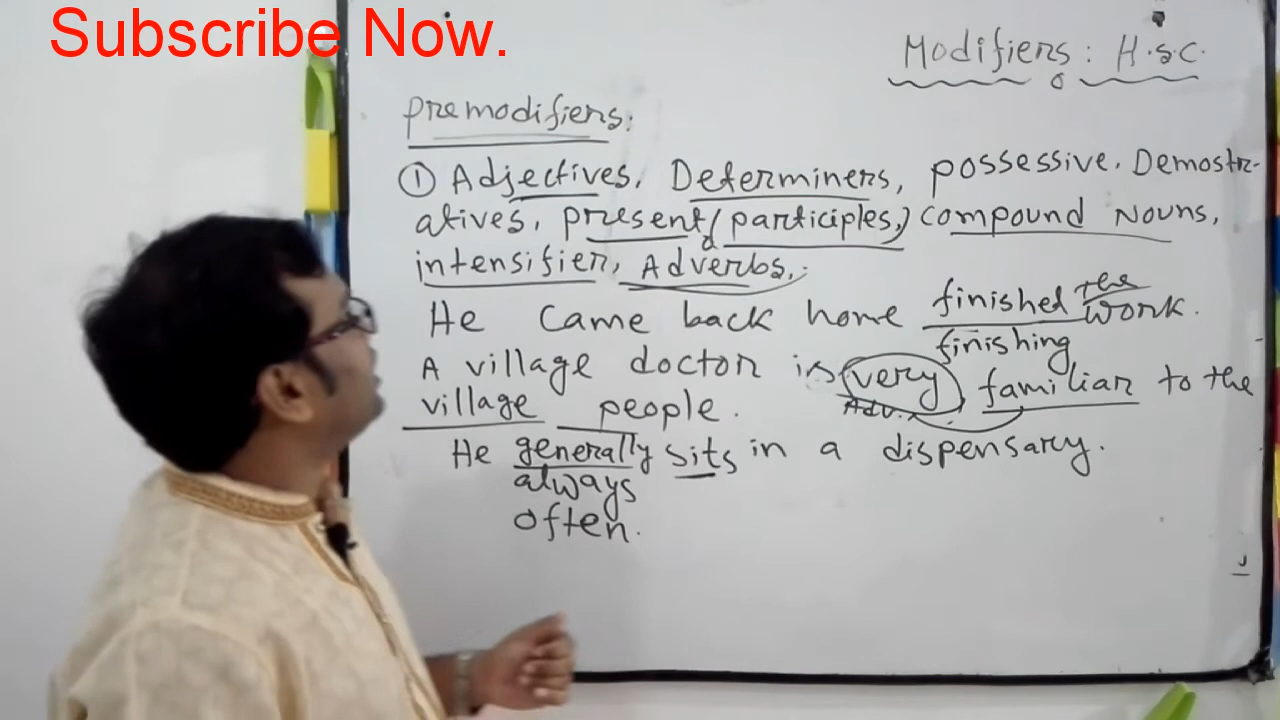 Subscribe Now.
Modifiers: H.S.C.
Premodifiers:
① Adjectives, Determiners, possessive. Demostr-
atives, present (participles,) compound Nouns,
intensifier, Adverbs,.
He came back home finished the work.
finishing
A village doctor is very familiar to the
Adv.
village people.
He generally sits in a dispensary.
always
often.